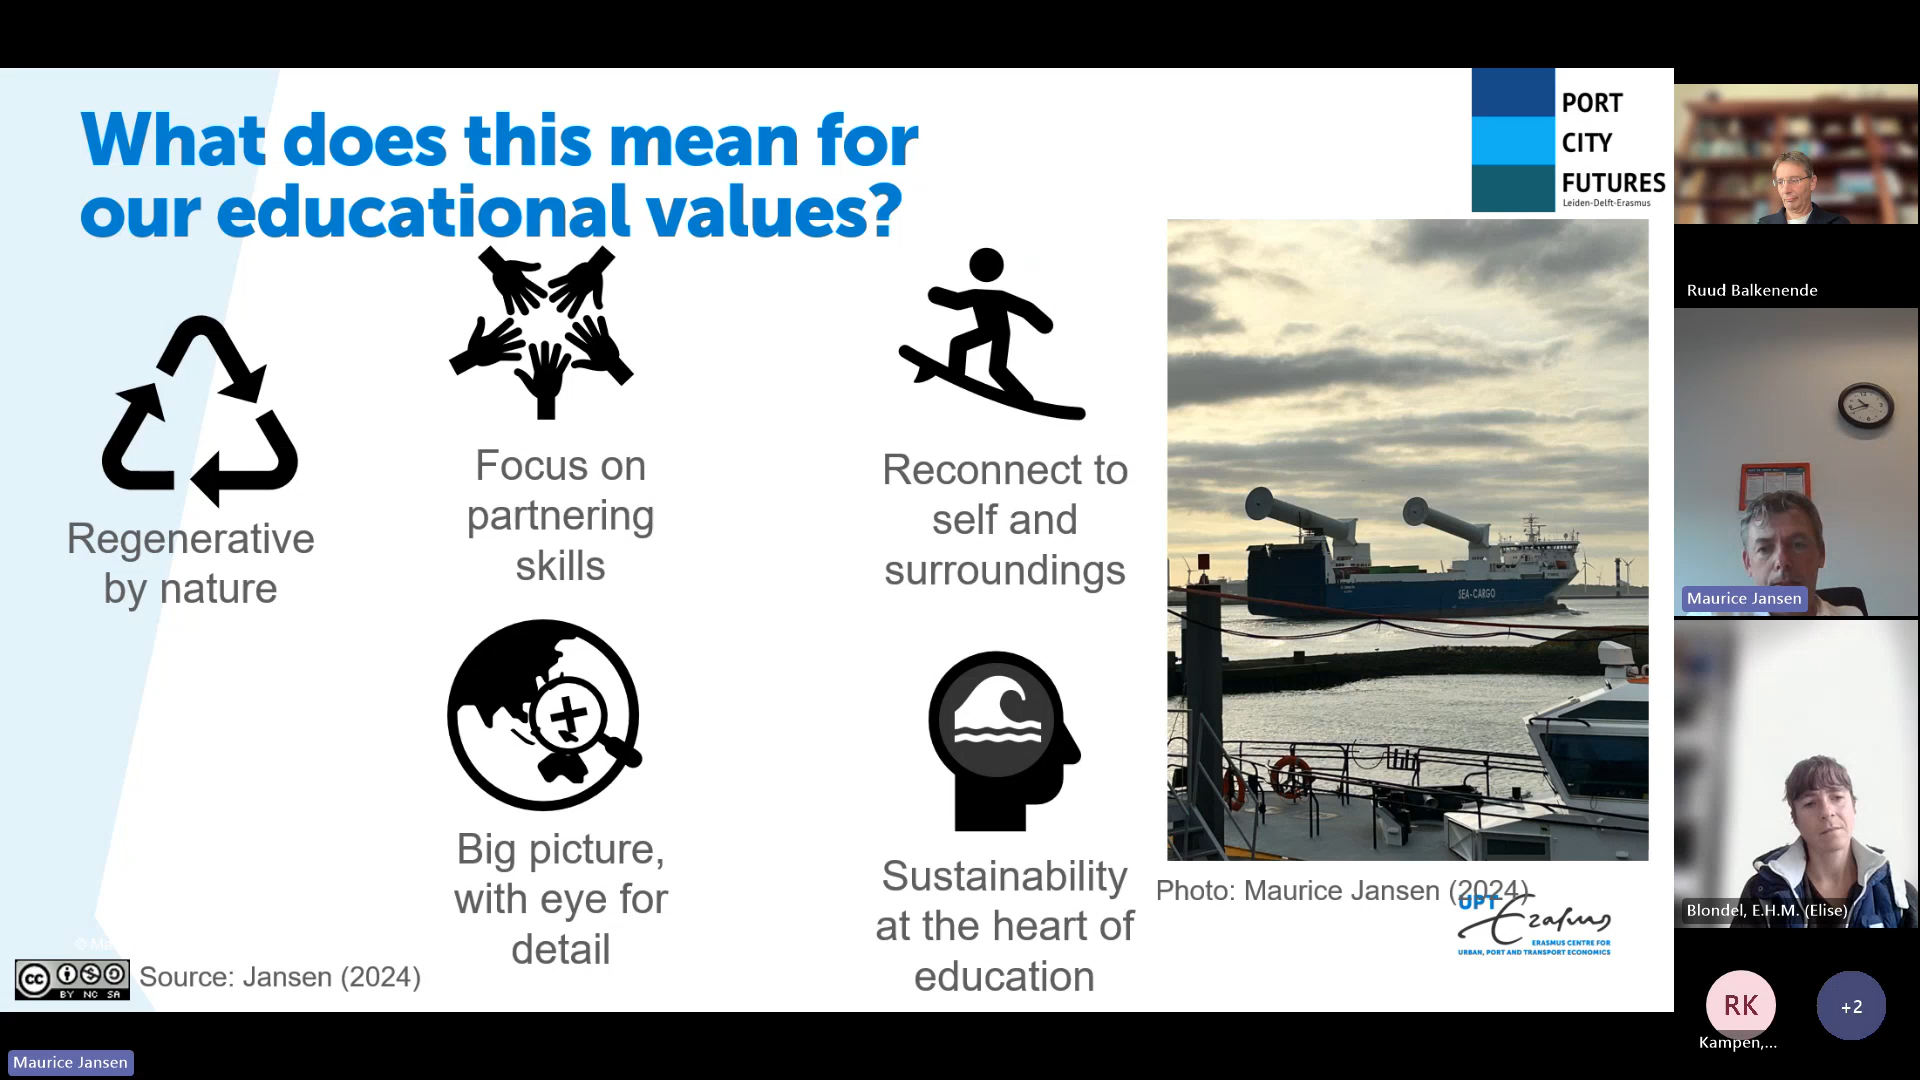 What does this mean for
our educational values?
PORT
CITY
FUTURES
Leiden-Delft-Erasmus
Regenerative
by nature
Focus on
partnering
skills
Reconnect to
self and
surroundings
Big picture,
with eye for
detail
Sustainability
at the heart of
education
SEA-CARGO
Photo: Maurice Jansen (2024)
UPT
Erasmus
ERASMUS CENTRE FOR
URBAN, PORT AND TRANSPORT ECONOMICS
cc
BY NC SA
Source: Jansen (2024)
Ruud Balkenende
Maurice Jansen
Blondel, E.H.M. (Elise)
RK
Kampen,...
+2
Maurice Jansen